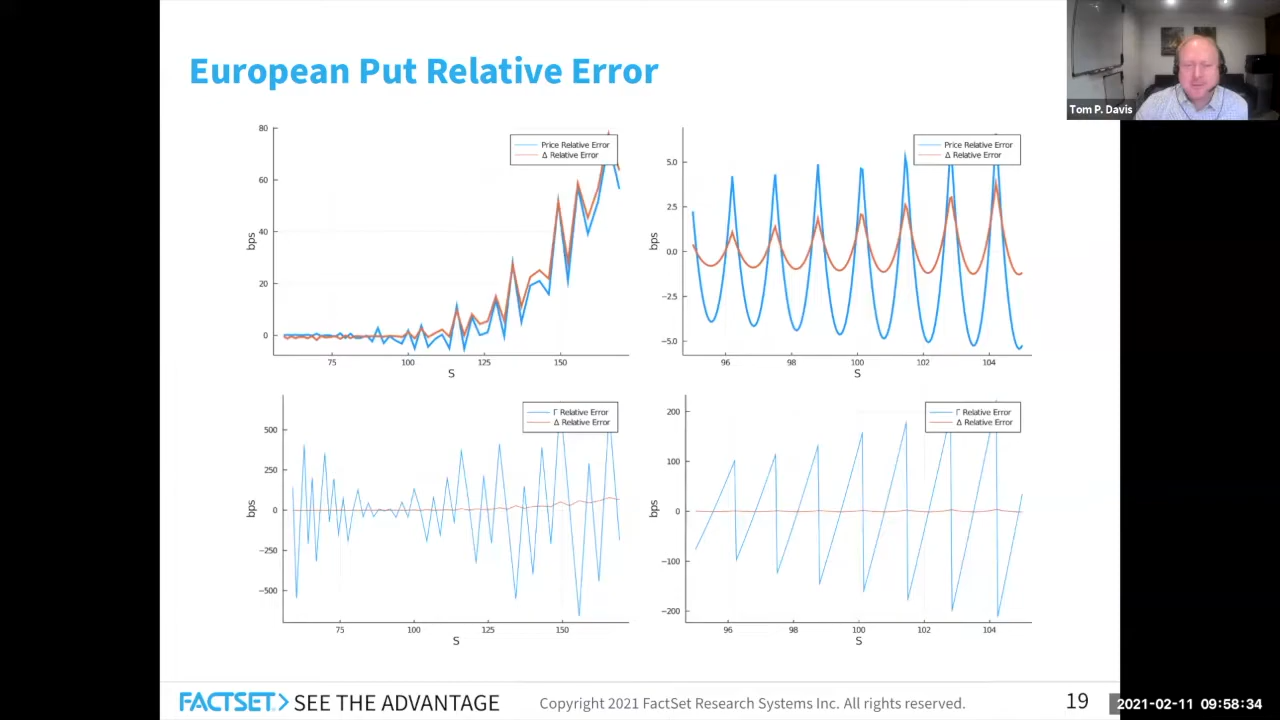 European Put Relative Error
Tom P. Davis
80
60
40
20
0
bps
75 100 125 150
S
Price Relative Error
Δ Relative Error
5.0
2.5
0.0
−2.5
−5.0
bps
96 98 100 102 104
S
Price Relative Error
Δ Relative Error
500
250
0
−250
−500
bps
75 100 125 150
S
Γ Relative Error
Δ Relative Error
200
100
0
−100
−200
bps
96 98 100 102 104
S
Γ Relative Error
Δ Relative Error
FACTSET SEE THE ADVANTAGE
Copyright 2021 FactSet Research Systems Inc. All rights reserved.
19
2021-02-11 09:58:34